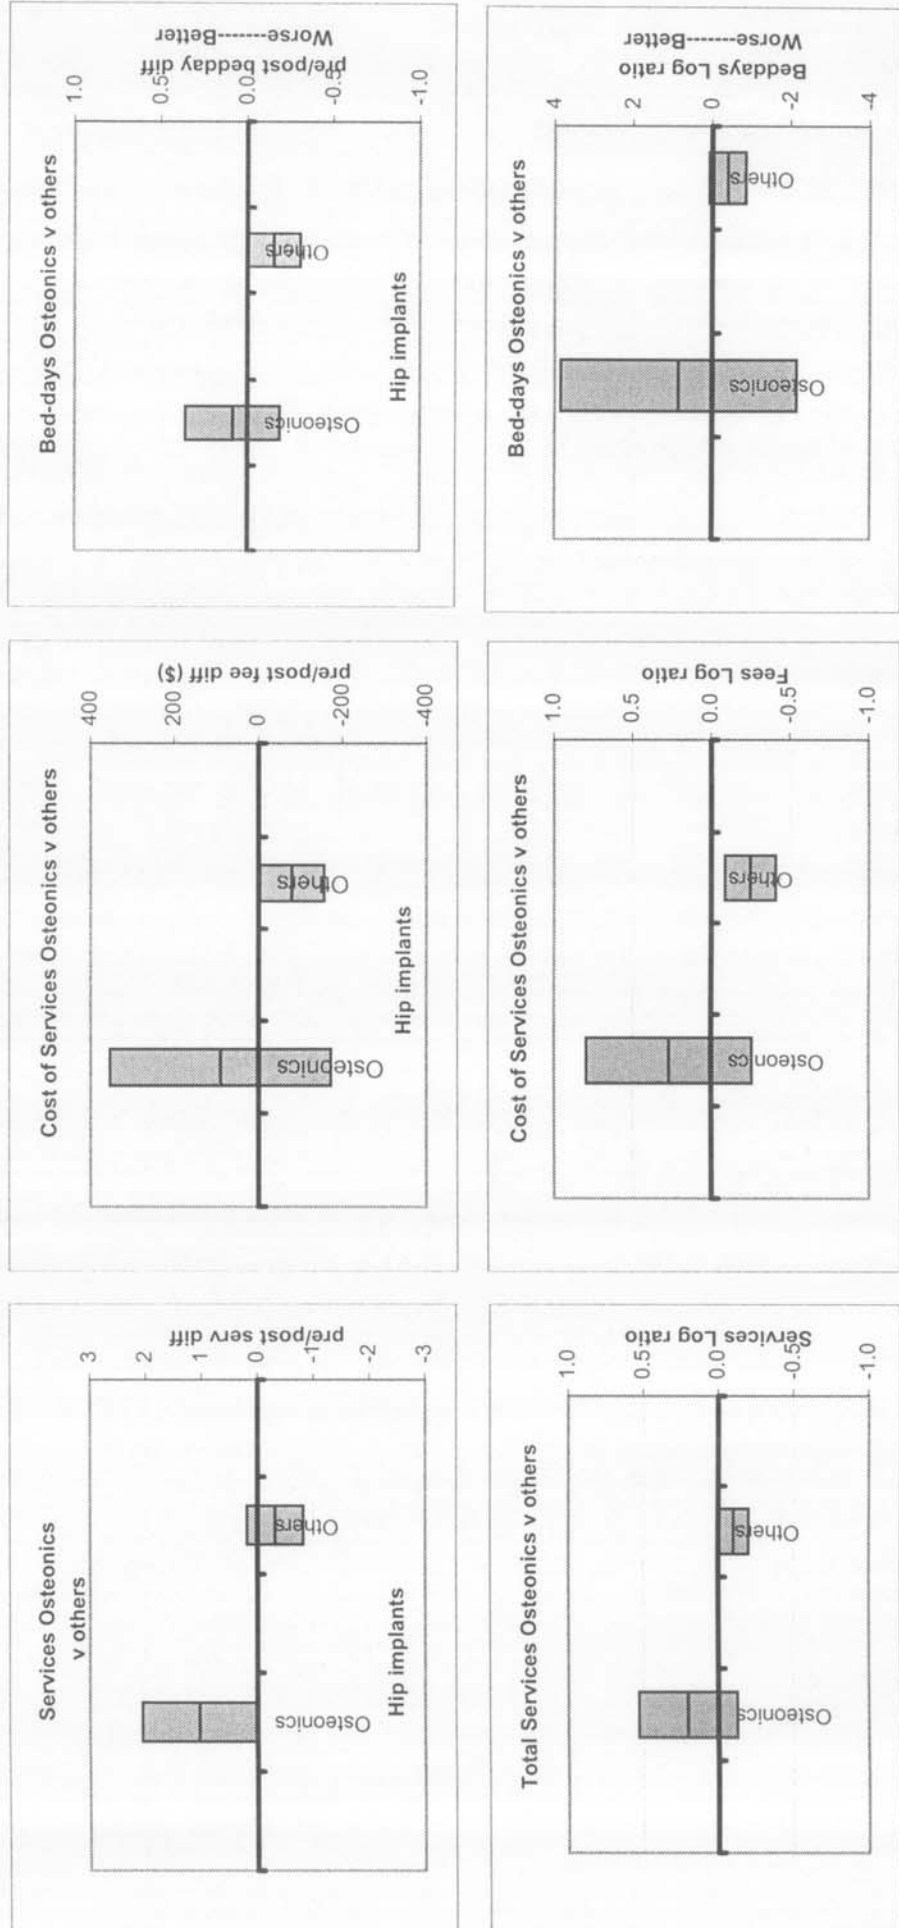 Services Osteonics
v others
3
2
1
0
-1
-2
-3
pre/post serv diff
Osteonics
Others
Hip implants
Cost of Services Osteonics v others
400
200
0
-200
-400
pre/post fee diff ($)
Osteonics
Others
Hip implants
Bed-days Osteonics v others
1.0
0.5
0.0
-0.5
-1.0
pre/post bedday diff
Worse-------Better
Osteonics
Others
Hip implants
Total Services Osteonics v others
1.0
0.5
0.0
-0.5
-1.0
Services Log ratio
Osteonics
Others
Cost of Services Osteonics v others
1.0
0.5
0.0
-0.5
-1.0
Fees Log ratio
Osteonics
Others
Bed-days Osteonics v others
4
2
0
-2
-4
Beddays Log ratio
Worse-------Better
Osteonics
Others